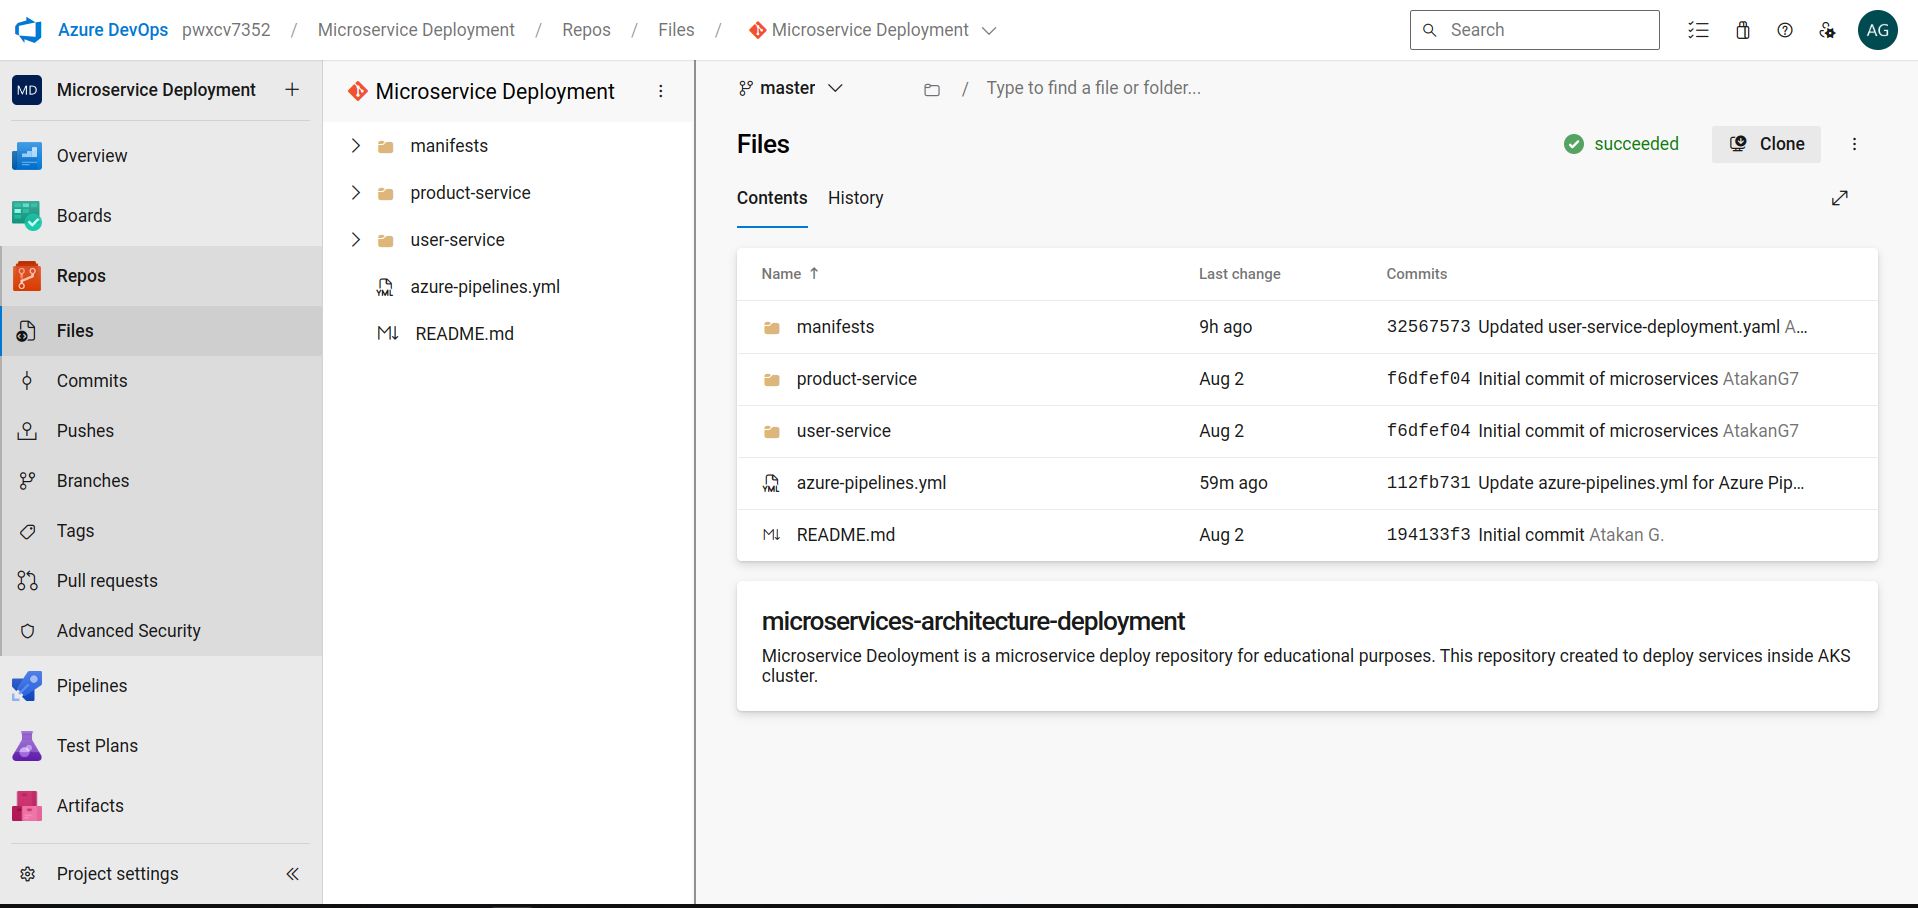 Azure DevOps pwxcv7352 / Microservice Deployment / Repos / Files / Microservice Deployment
Search
AG
MD Microservice Deployment +
Overview
Boards
Repos
Files
Commits
Pushes
Branches
Tags
Pull requests
Advanced Security
Pipelines
Test Plans
Artifacts
Project settings
Microservice Deployment
manifests
product-service
user-service
YML azure-pipelines.yml
M↓ README.md
master
/ Type to find a file or folder...
Files
succeeded
Clone
Contents History
Name ↑ Last change Commits
manifests 9h ago 32567573 Updated user-service-deployment.yaml A...
product-service Aug 2 f6dfef04 Initial commit of microservices AtakanG7
user-service Aug 2 f6dfef04 Initial commit of microservices AtakanG7
YML azure-pipelines.yml 59m ago 112fb731 Update azure-pipelines.yml for Azure Pip...
M↓ README.md Aug 2 194133f3 Initial commit Atakan G.
microservices-architecture-deployment
Microservice Deoloyment is a microservice deploy repository for educational purposes. This repository created to deploy services inside AKS
cluster.